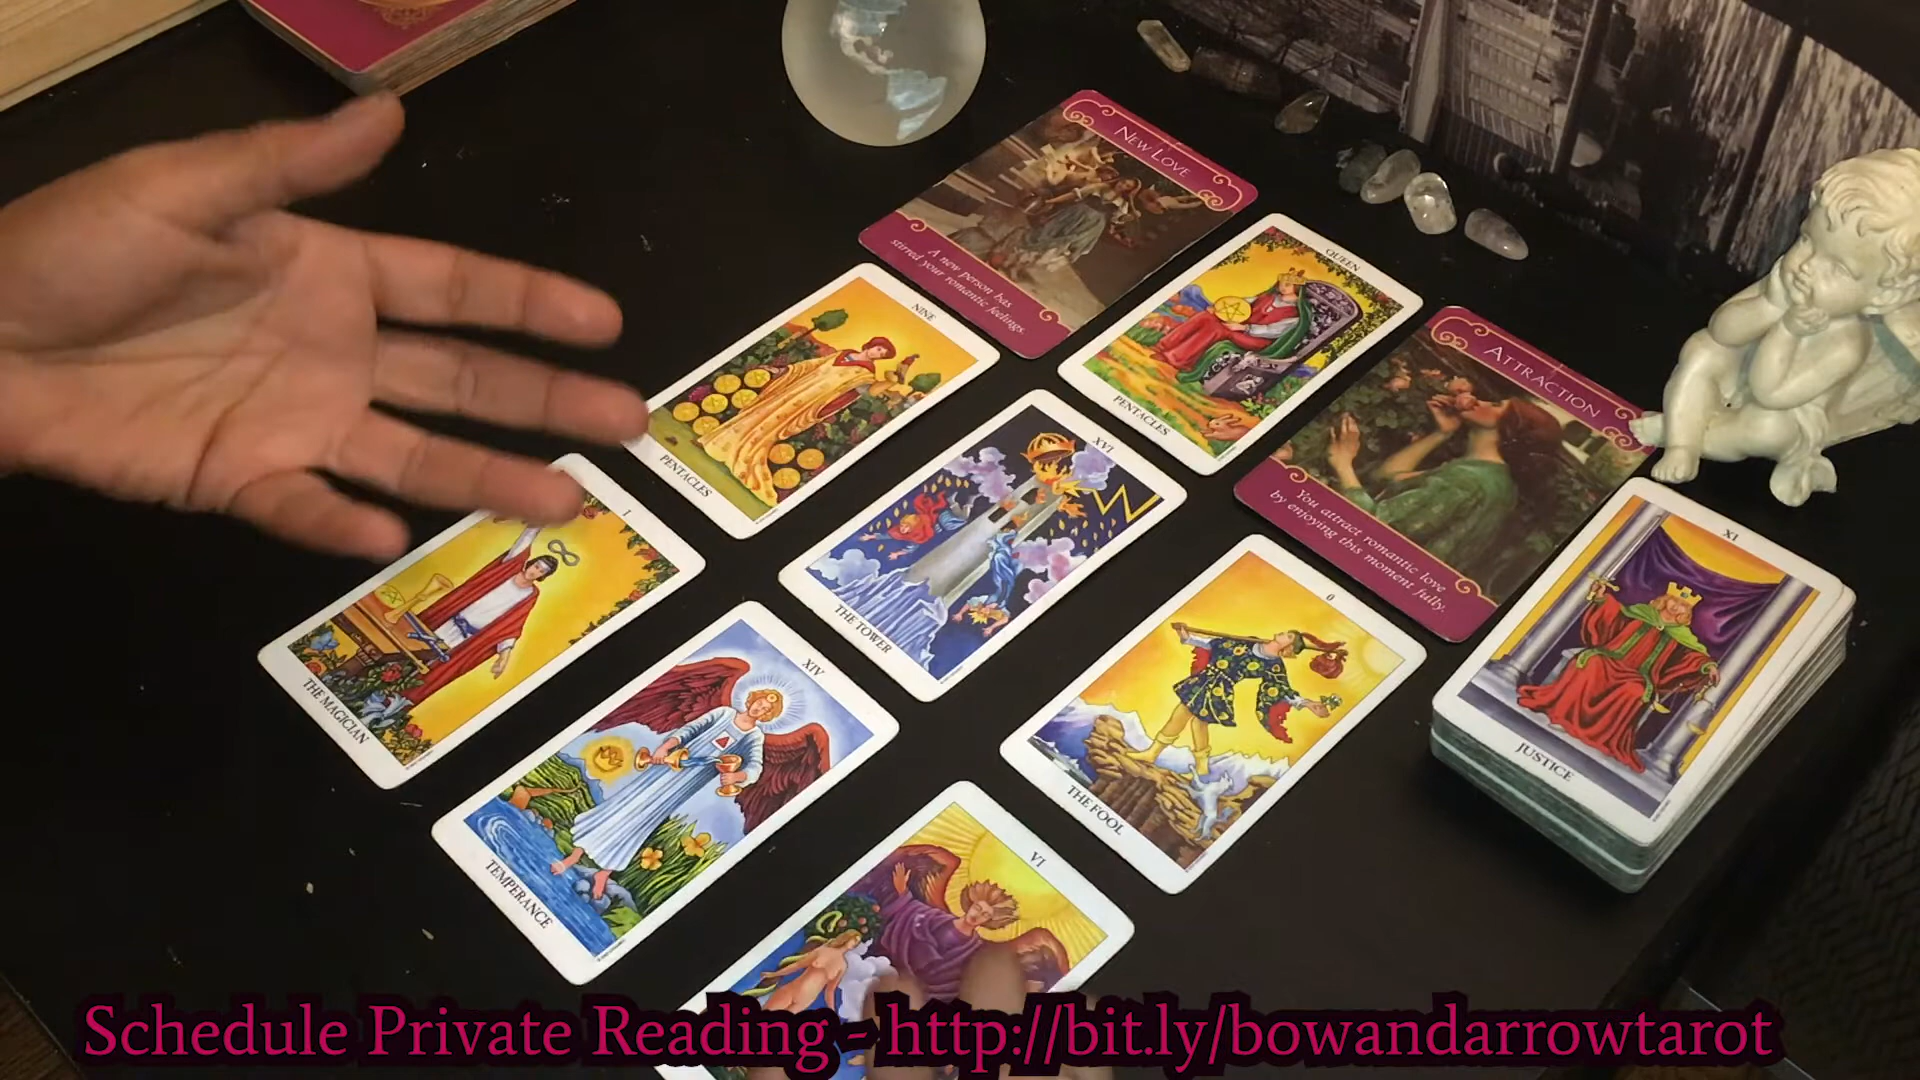 NEW LOVE
A new person has
stirred your romantic feelings.
QUEEN
PENTACLES
NINE
PENTACLES
ATTRACTION
You attract romantic love
by enjoying this moment fully.
XVI
THE TOWER
I
THE MAGICIAN
XI
JUSTICE
0
THE FOOL
XIV
TEMPERANCE
VI
Schedule Private Reading - http://bit.ly/bowandarrowtarot